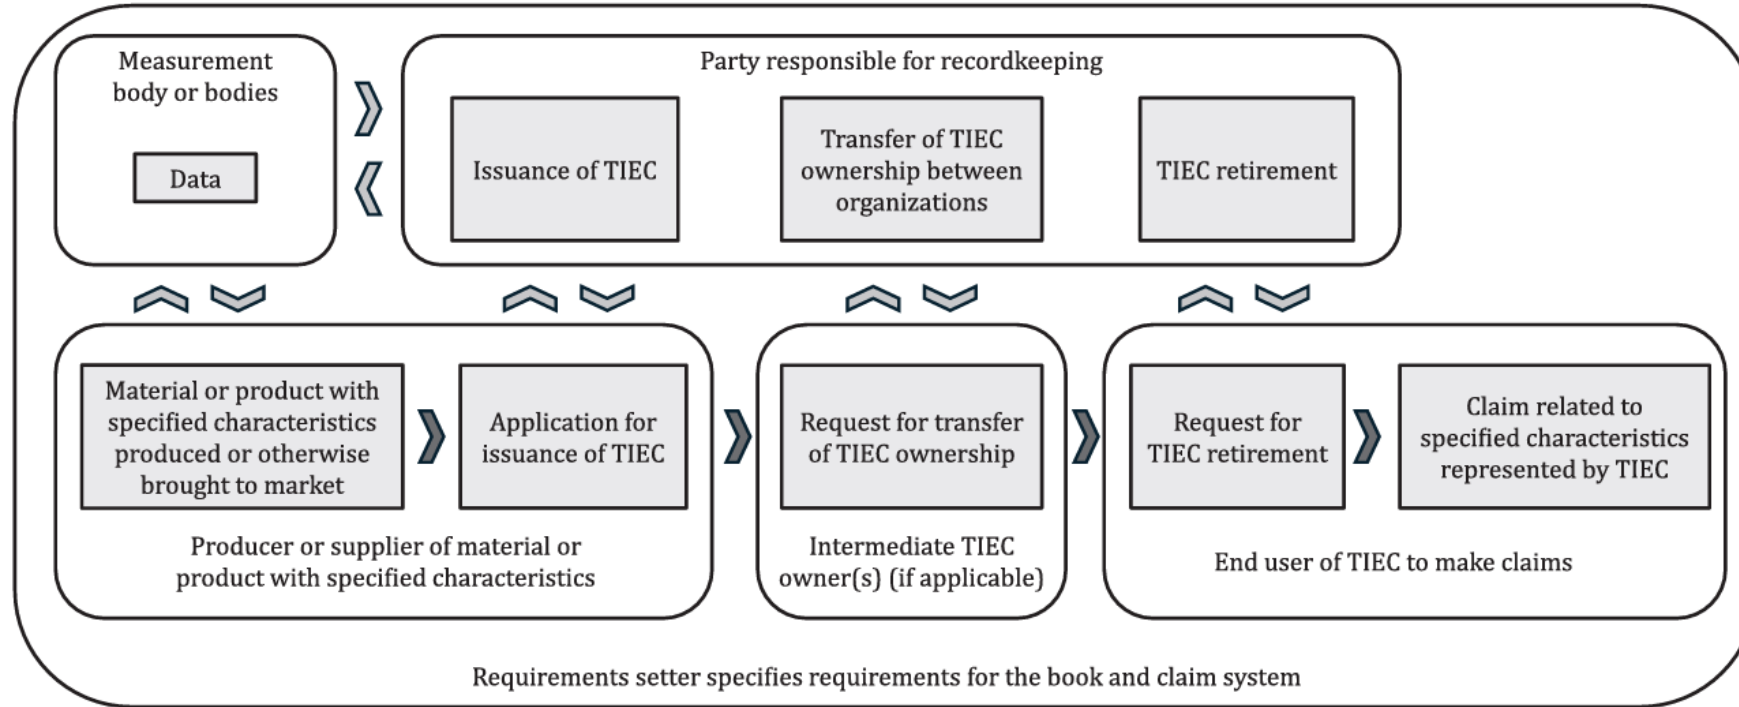 Measurement
body or bodies
Data
Party responsible for recordkeeping
Issuance of TIEC
Transfer of TIEC
ownership between
organizations
TIEC retirement
Material or product with
specified characteristics
produced or otherwise
brought to market
Application for
issuance of TIEC
Producer or supplier of material or
product with specified characteristics
Request for transfer
of TIEC ownership
Intermediate TIEC
owner(s) (if applicable)
Request for
TIEC retirement
Claim related to
specified characteristics
represented by TIEC
End user of TIEC to make claims
Requirements setter specifies requirements for the book and claim system